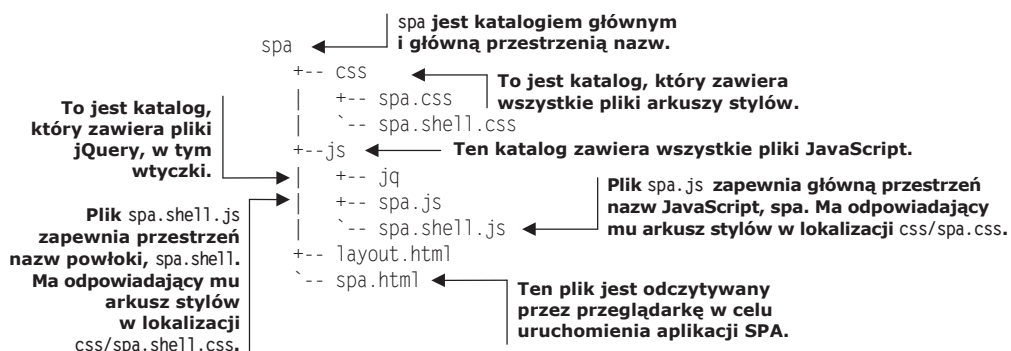 spa jest katalogiem głównym
i główną przestrzenią nazw.
spa
+-- css
To jest katalog, który zawiera
wszystkie pliki arkuszy stylów.
| +-- spa.css
| `-- spa.shell.css
To jest katalog,
który zawiera pliki
jQuery, w tym
wtyczki.
+--js
Ten katalog zawiera wszystkie pliki JavaScript.
| +-- jq
| +-- spa.js
| `-- spa.shell.js
Plik spa.js zapewnia główną przestrzeń
nazw JavaScript, spa. Ma odpowiadający
mu arkusz stylów w lokalizacji css/spa.css.
Plik spa.shell.js
zapewnia przestrzeń
nazw powłoki, spa.shell.
Ma odpowiadający mu
arkusz stylów
w lokalizacji
css/spa.shell.css.
+-- layout.html
`-- spa.html
Ten plik jest odczytywany
przez przeglądarkę w celu
uruchomienia aplikacji SPA.